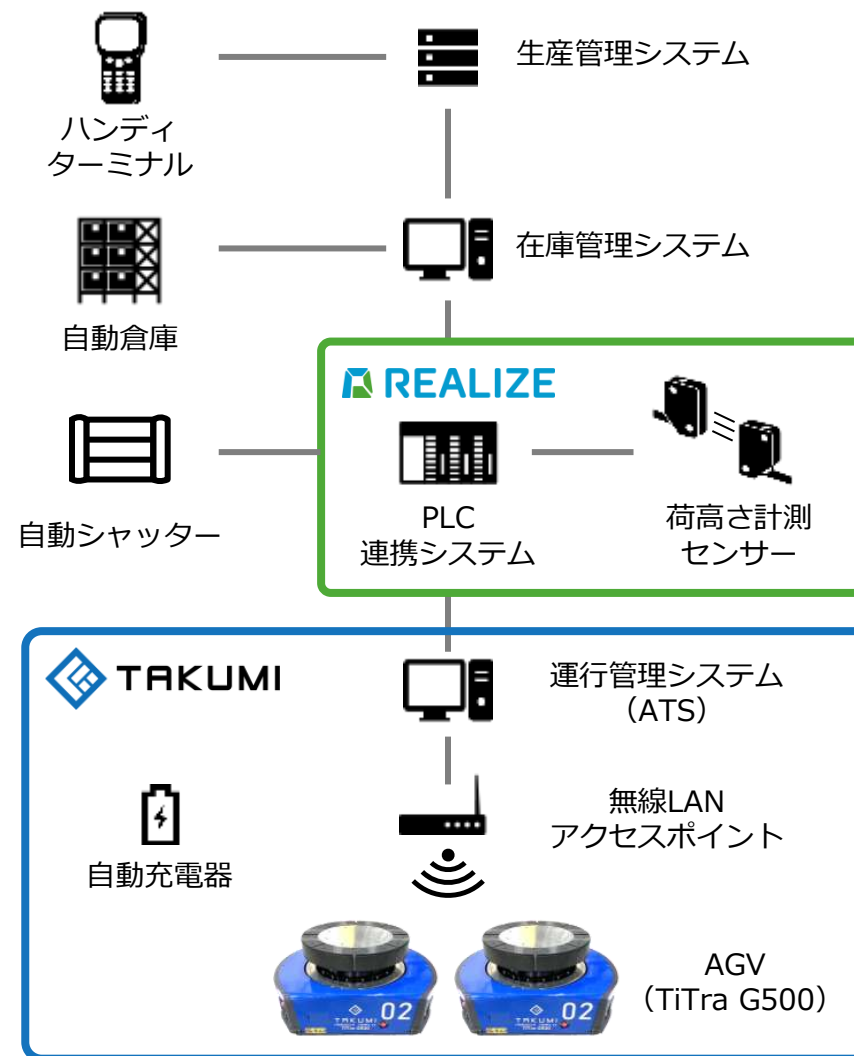 生産管理システム
ハンディ
ターミナル
在庫管理システム
自動倉庫
REALIZE
自動シャッター
PLC
連携システム
荷高さ計測
センサー
TAKUMI
運行管理システム
（ATS）
無線LAN
アクセスポイント
自動充電器
AGV
（TiTra G500）
02
TAKUMI
02
TAKUMI